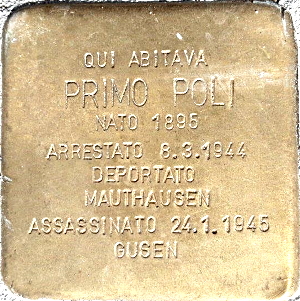 QUI ABITAVA
PRIMO POLI
NATO 1895
ARRESTATO 8.3.1944
DEPORTATO
MAUTHAUSEN
ASSASSINATO 24.1.1945
GUSEN